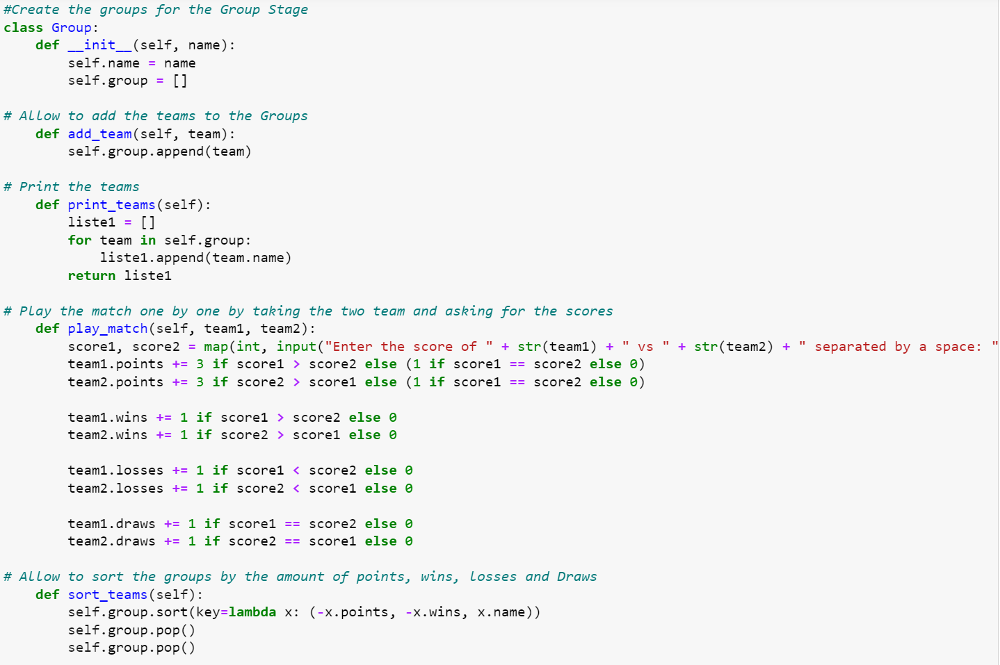 #Create the groups for the Group Stage
class Group:
    def __init__(self, name):
        self.name = name
        self.group = []
# Allow to add the teams to the Groups
    def add_team(self, team):
        self.group.append(team)
# Print the teams
    def print_teams(self):
        liste1 = []
        for team in self.group:
            liste1.append(team.name)
        return liste1
# Play the match one by one by taking the two team and asking for the scores
    def play_match(self, team1, team2):
        score1, score2 = map(int, input("Enter the score of " + str(team1) + " vs " + str(team2) + " separated by a space: "
        team1.points += 3 if score1 > score2 else (1 if score1 == score2 else 0)
        team2.points += 3 if score2 > score1 else (1 if score1 == score2 else 0)
        team1.wins += 1 if score1 > score2 else 0
        team2.wins += 1 if score2 > score1 else 0
        team1.losses += 1 if score1 < score2 else 0
        team2.losses += 1 if score2 < score1 else 0
        team1.draws += 1 if score1 == score2 else 0
        team2.draws += 1 if score2 == score1 else 0
# Allow to sort the groups by the amount of points, wins, losses and Draws
    def sort_teams(self):
        self.group.sort(key=lambda x: (-x.points, -x.wins, x.name))
        self.group.pop()
        self.group.pop()